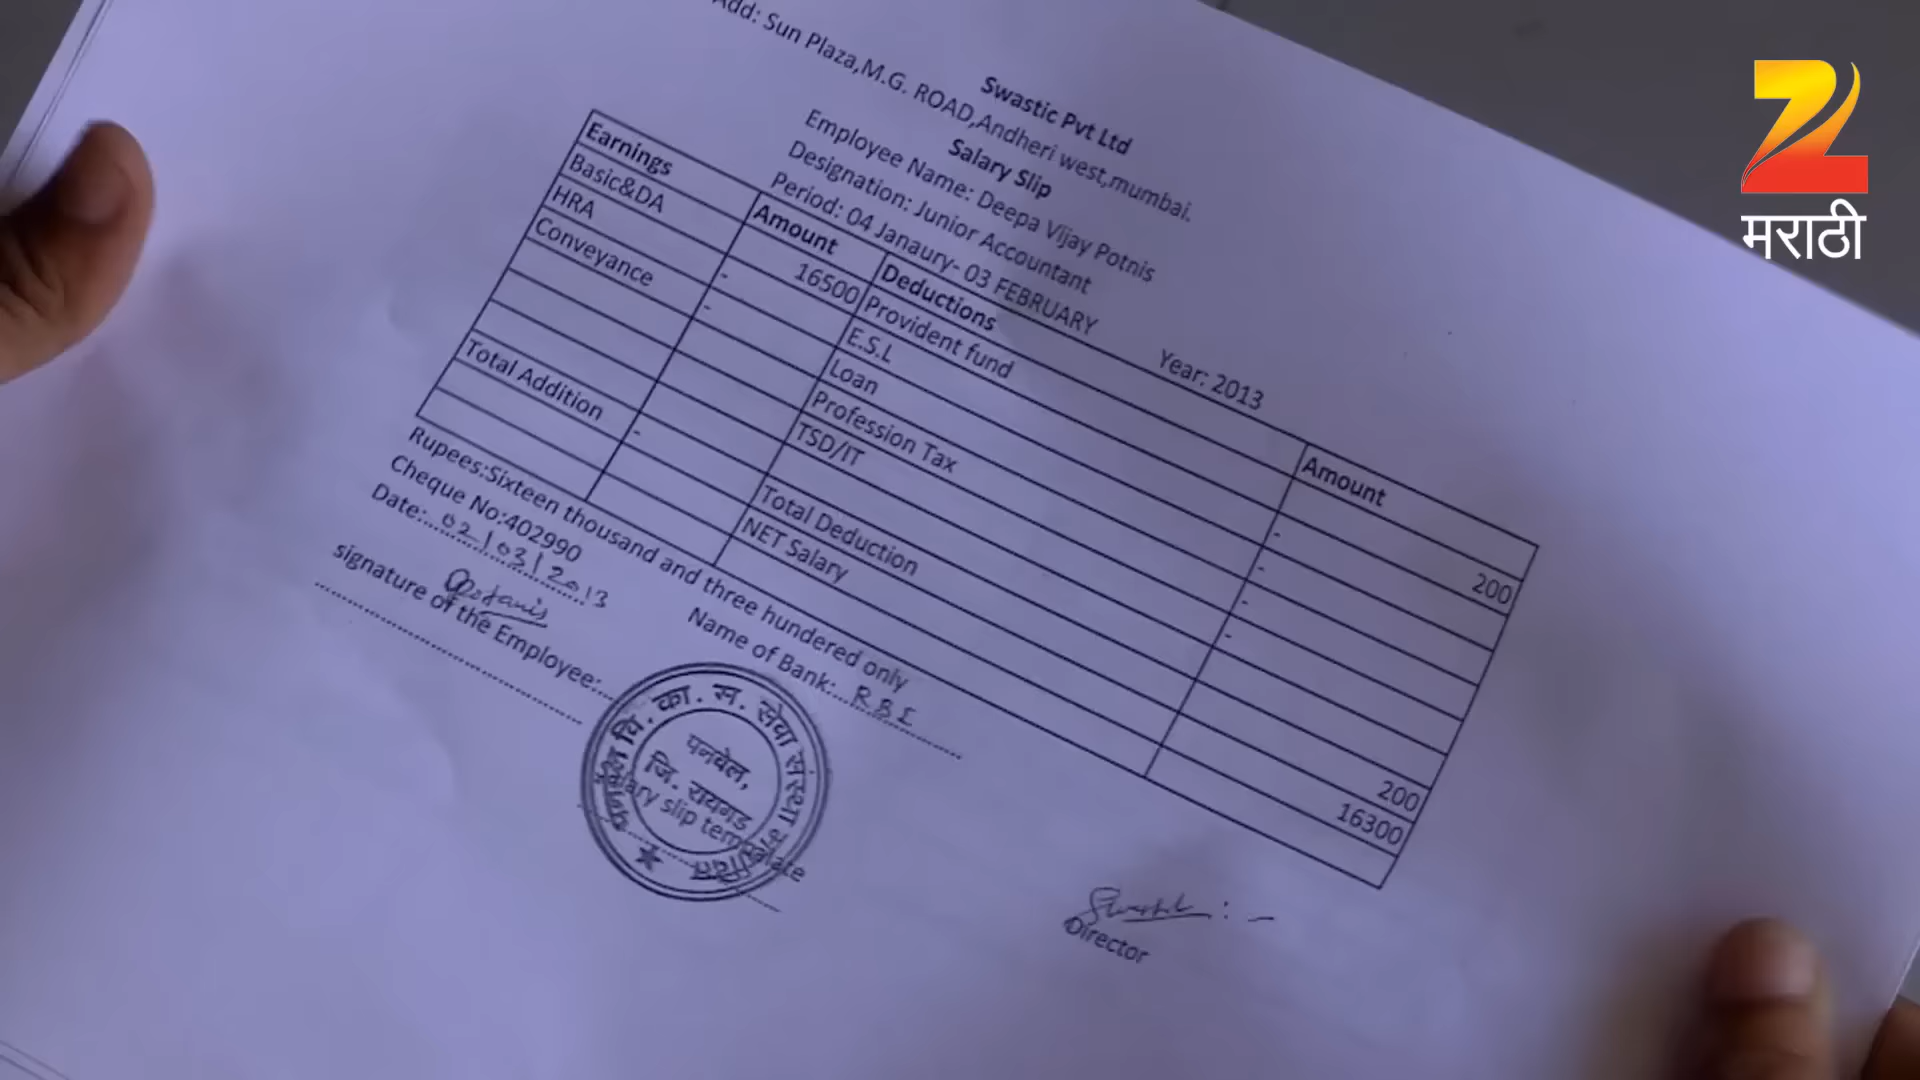 Swastic Pvt Ltd
Add: Sun Plaza,M.G. ROAD,Andheri west,mumbai.
Salary Slip
Employee Name: Deepa Vijay Potnis
Designation: Junior Accountant
Period: 04 Janaury- 03 FEBRUARY Year: 2013
Earnings Amount Deductions Amount
Basic&DA 16500 Provident fund 200
HRA - E.S.L -
Conveyance - Loan -
Profession Tax -
TSD/IT -
Total Addition - Total Deduction 200
NET Salary 16300
Rupees:Sixteen thousand and three hundered only
Cheque No:402990 Name of Bank:
Date: 02/03/2013
signature of the Employee:
पनवेल वि. का. स. सेवा संस्था
पनवेल,
जि. रायगड
salary slip tempalate
Director
Z
मराठी